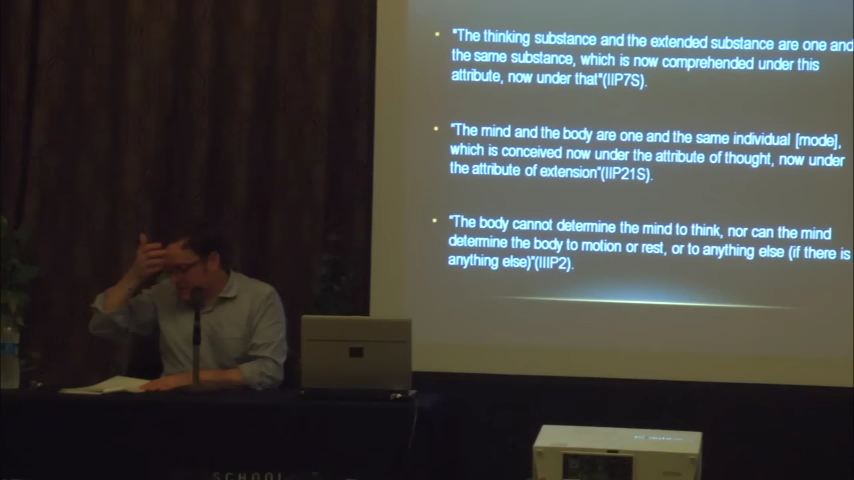 "The thinking substance and the extended substance are one and
the same substance, which is now comprehended under this
attribute, now under that"(IIP7S).
"The mind and the body are one and the same individual [mode],
which is conceived now under the attribute of thought, now under
the attribute of extension"(IIP21S).
"The body cannot determine the mind to think, nor can the mind
determine the body to motion or rest, or to anything else (if there is
anything else)"(IIIP2).
SCHOOL